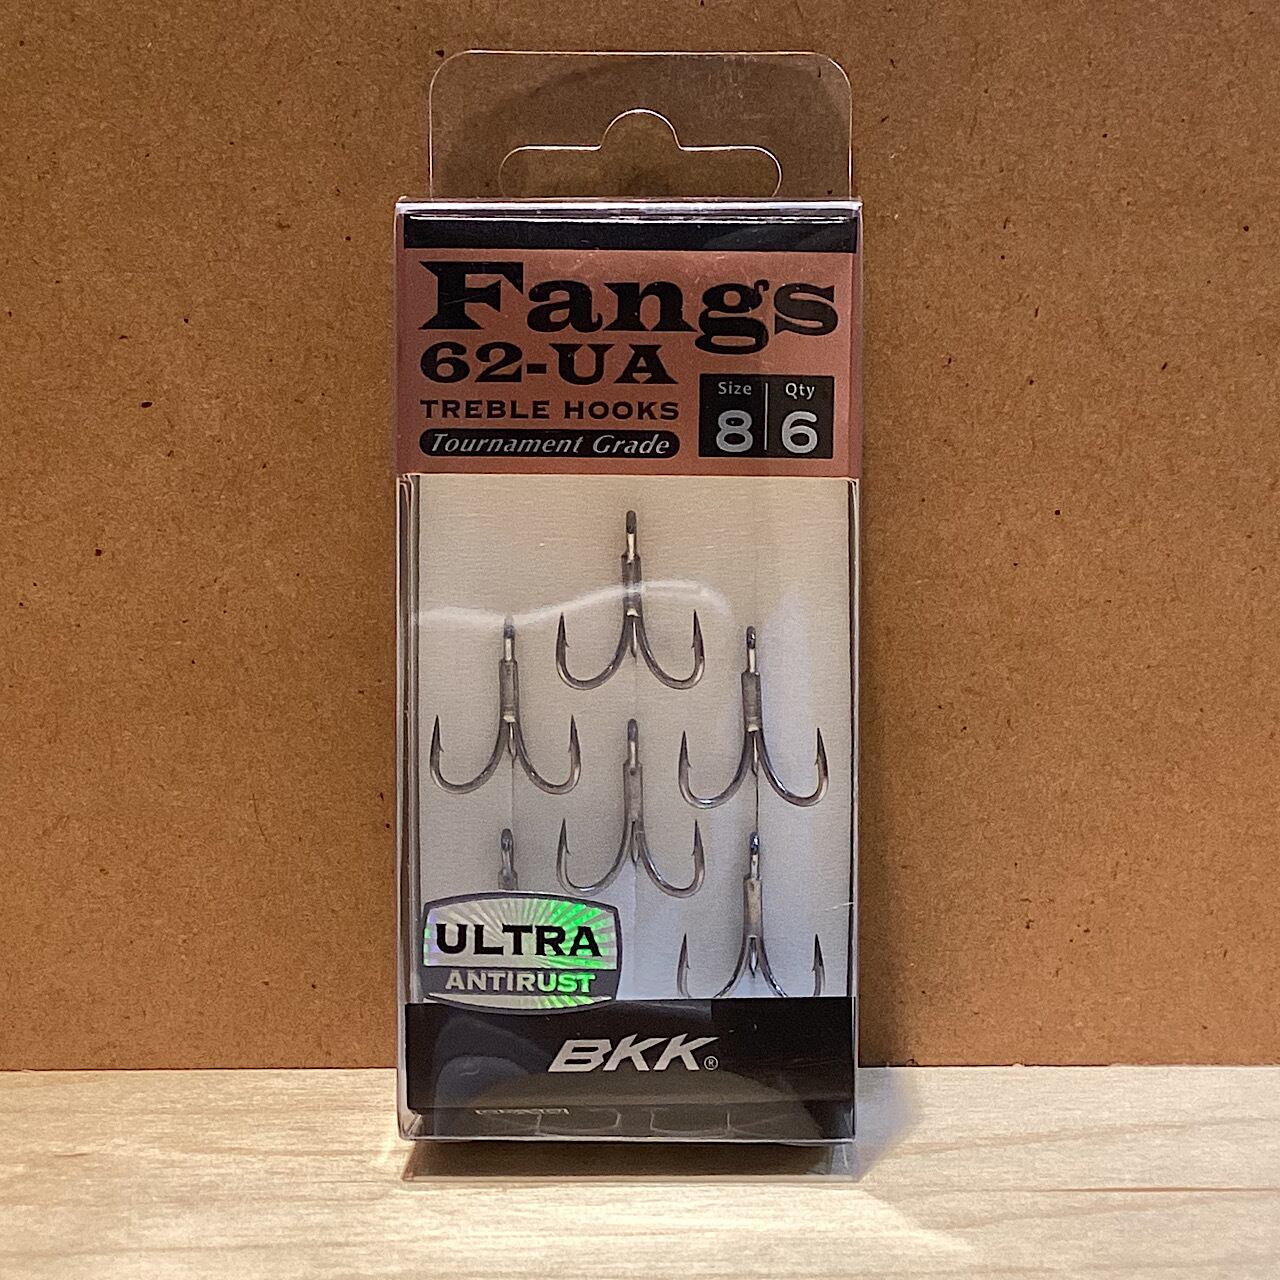 Fangs
62-UA
TREBLE HOOKS
Tournament Grade
Size Qty
8 6
ULTRA
ANTIRUST
BKK®